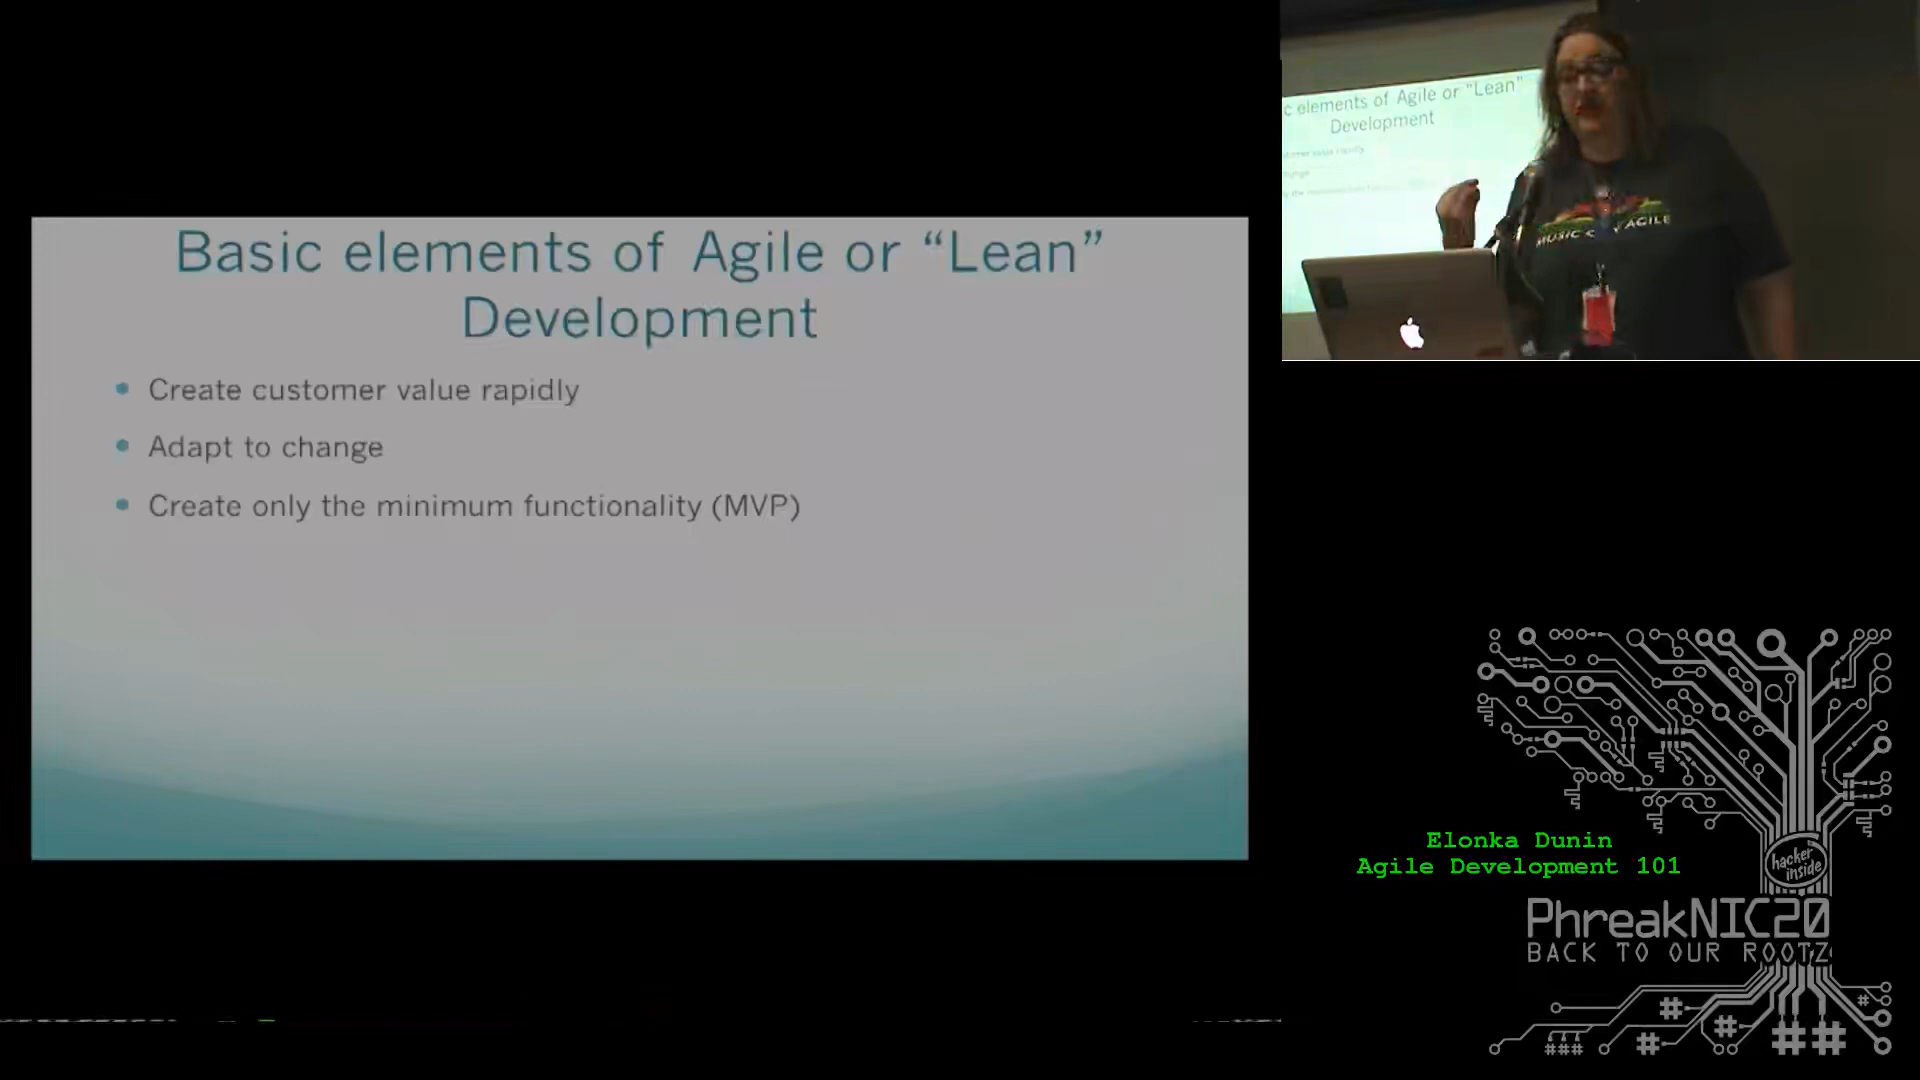 Basic elements of Agile or “Lean”
Development
• Create customer value rapidly
• Adapt to change
• Create only the minimum functionality (MVP)
c elements of Agile or “Lean”
Development
MUSIC
AGILE
Elonka Dunin
Agile Development 101
hacker
inside
PhreakNIC20
BACK TO OUR ROOTZ
# # # # #
### ##